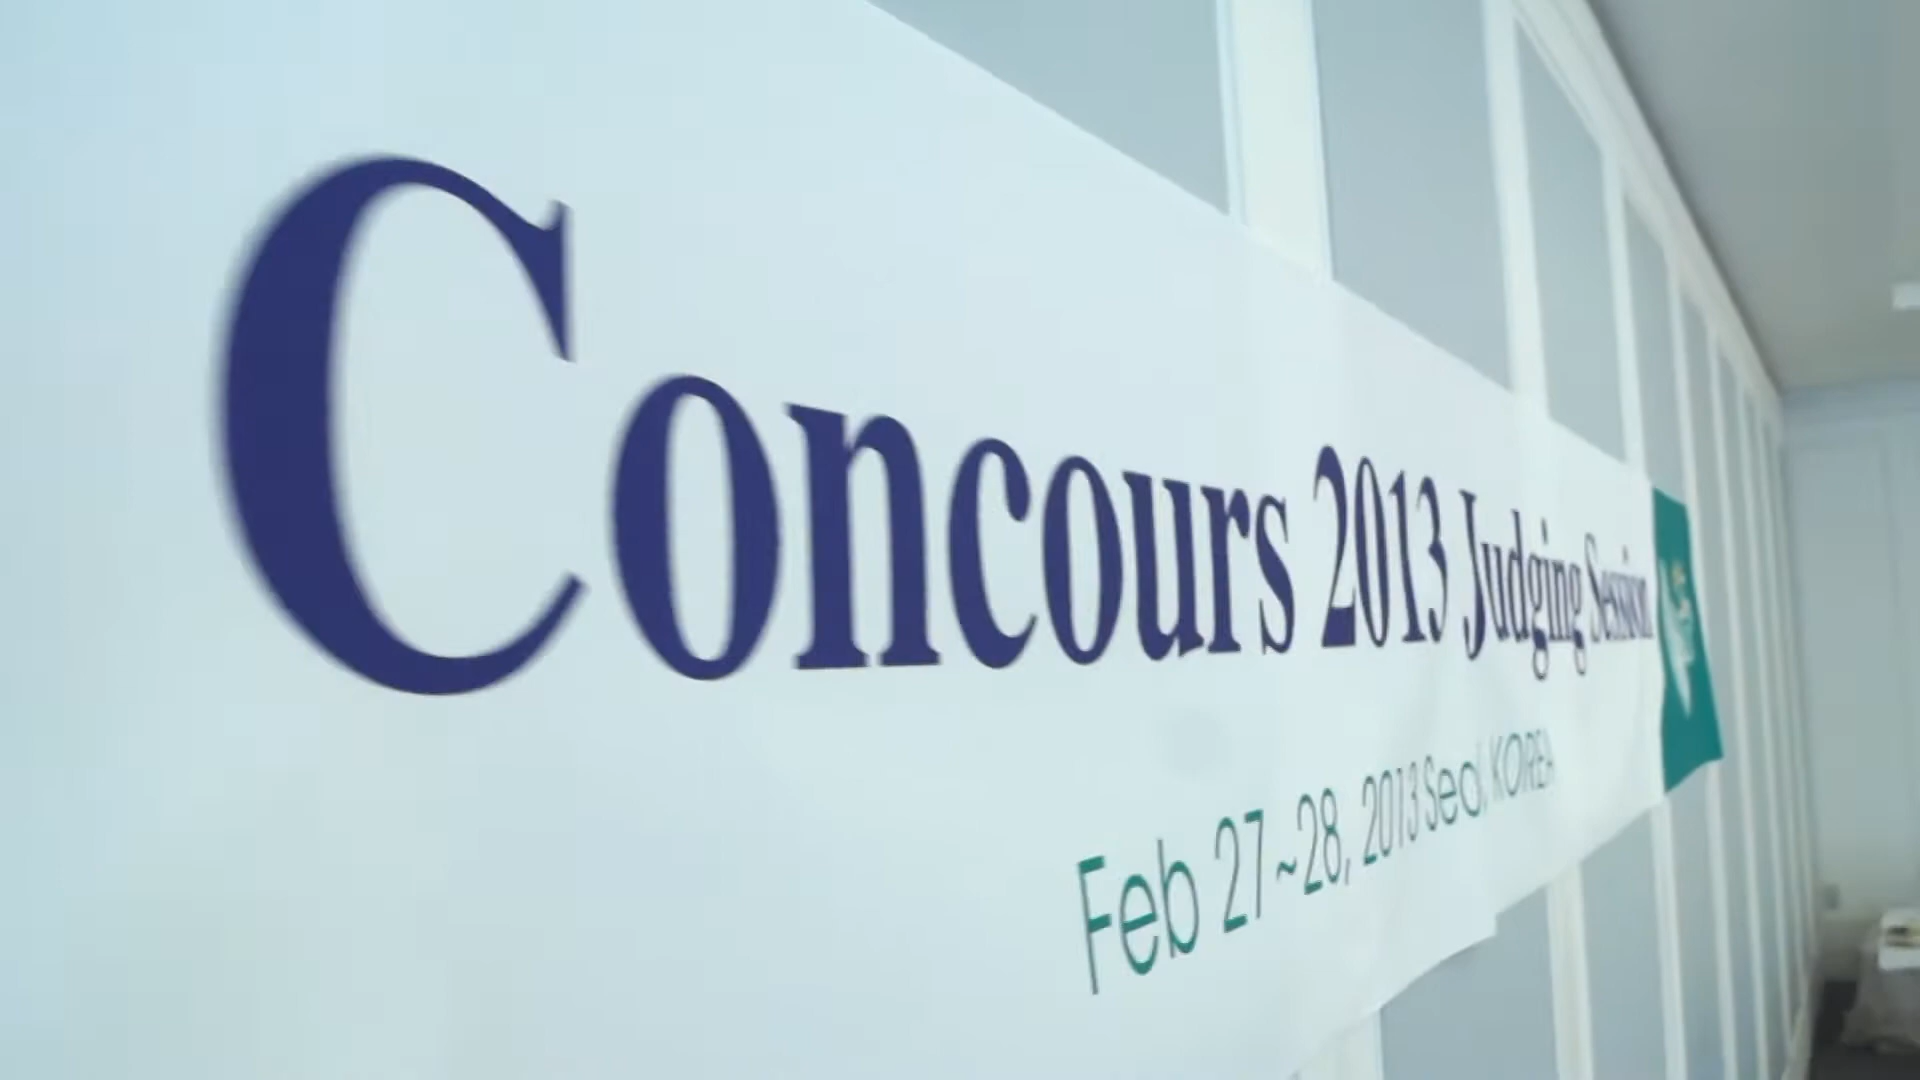 Concours 2013 Judging Session
Feb 27~28, 2013 Seoul, KOREA